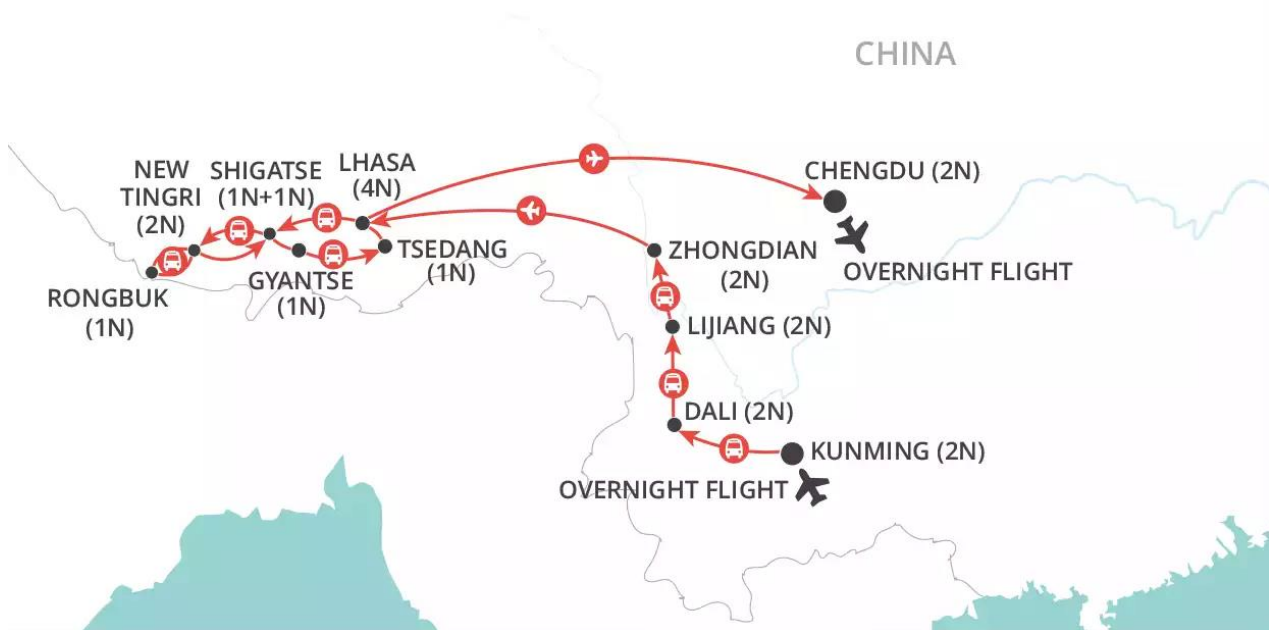 CHINA
NEW
TINGRI
(2N)
SHIGATSE
(1N+1N)
LHASA
(4N)
CHENGDU (2N)
OVERNIGHT FLIGHT
TSEDANG
(1N)
GYANTSE
(1N)
RONGBUK
(1N)
ZHONGDIAN
(2N)
LIJIANG (2N)
DALI (2N)
KUNMING (2N)
OVERNIGHT FLIGHT